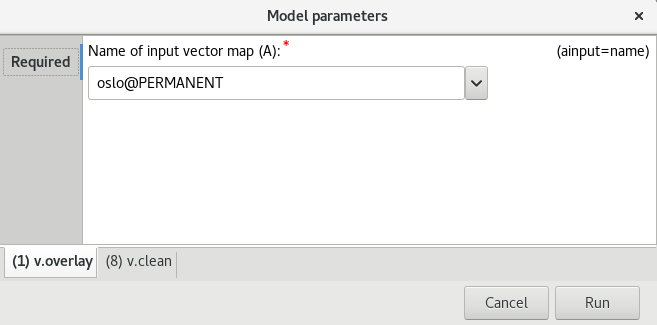 Model parameters ×
Required
Name of input vector map (A):* (ainput=name)
oslo@PERMANENT
(1) v.overlay (8) v.clean
Cancel Run